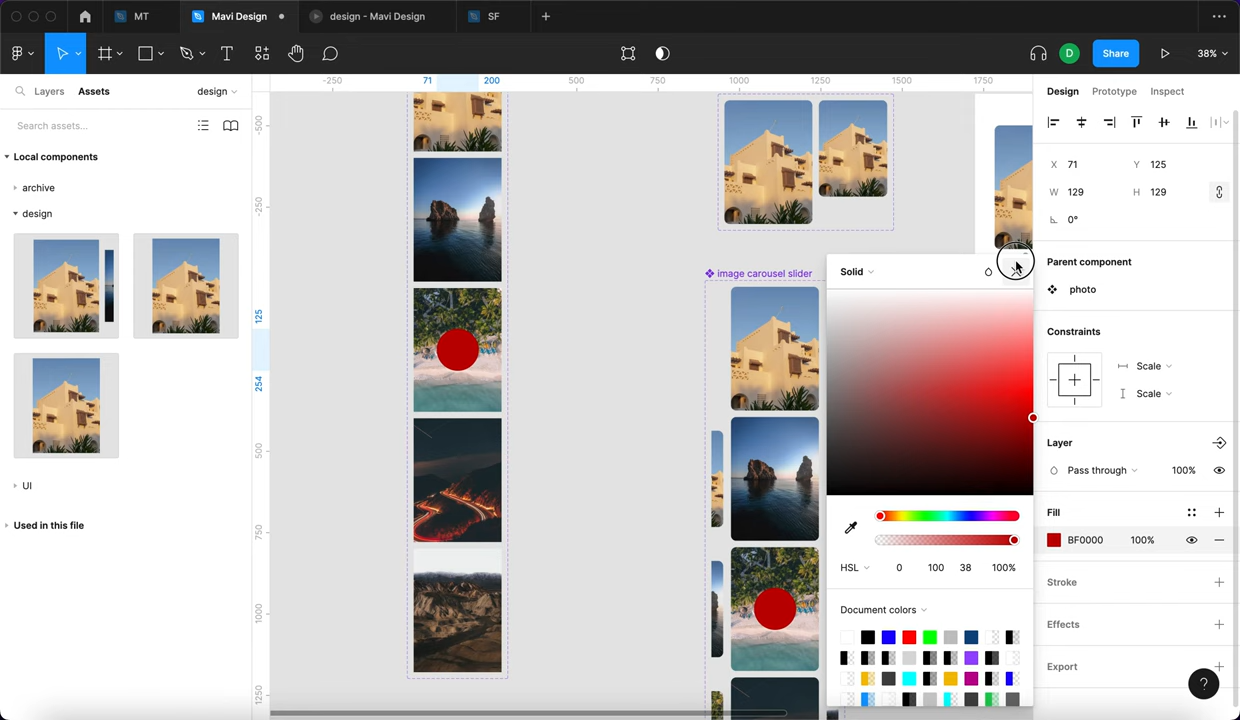 MT
Mavi Design
design - Mavi Design
SF
Share
D
38%
Layers
Assets
design
Search assets...
Local components
archive
design
UI
Used in this file
-250
71
200
500
750
1000
1250
1500
1750
-500
-250
125
254
500
750
1000
1250
image carousel slider
Solid
HSL
0
100
38
100%
Document colors
Design
Prototype
Inspect
X
71
Y
125
W
129
H
129
0°
Parent component
photo
Constraints
Scale
Scale
Layer
Pass through
100%
Fill
BF0000
100%
Stroke
Effects
Export
?